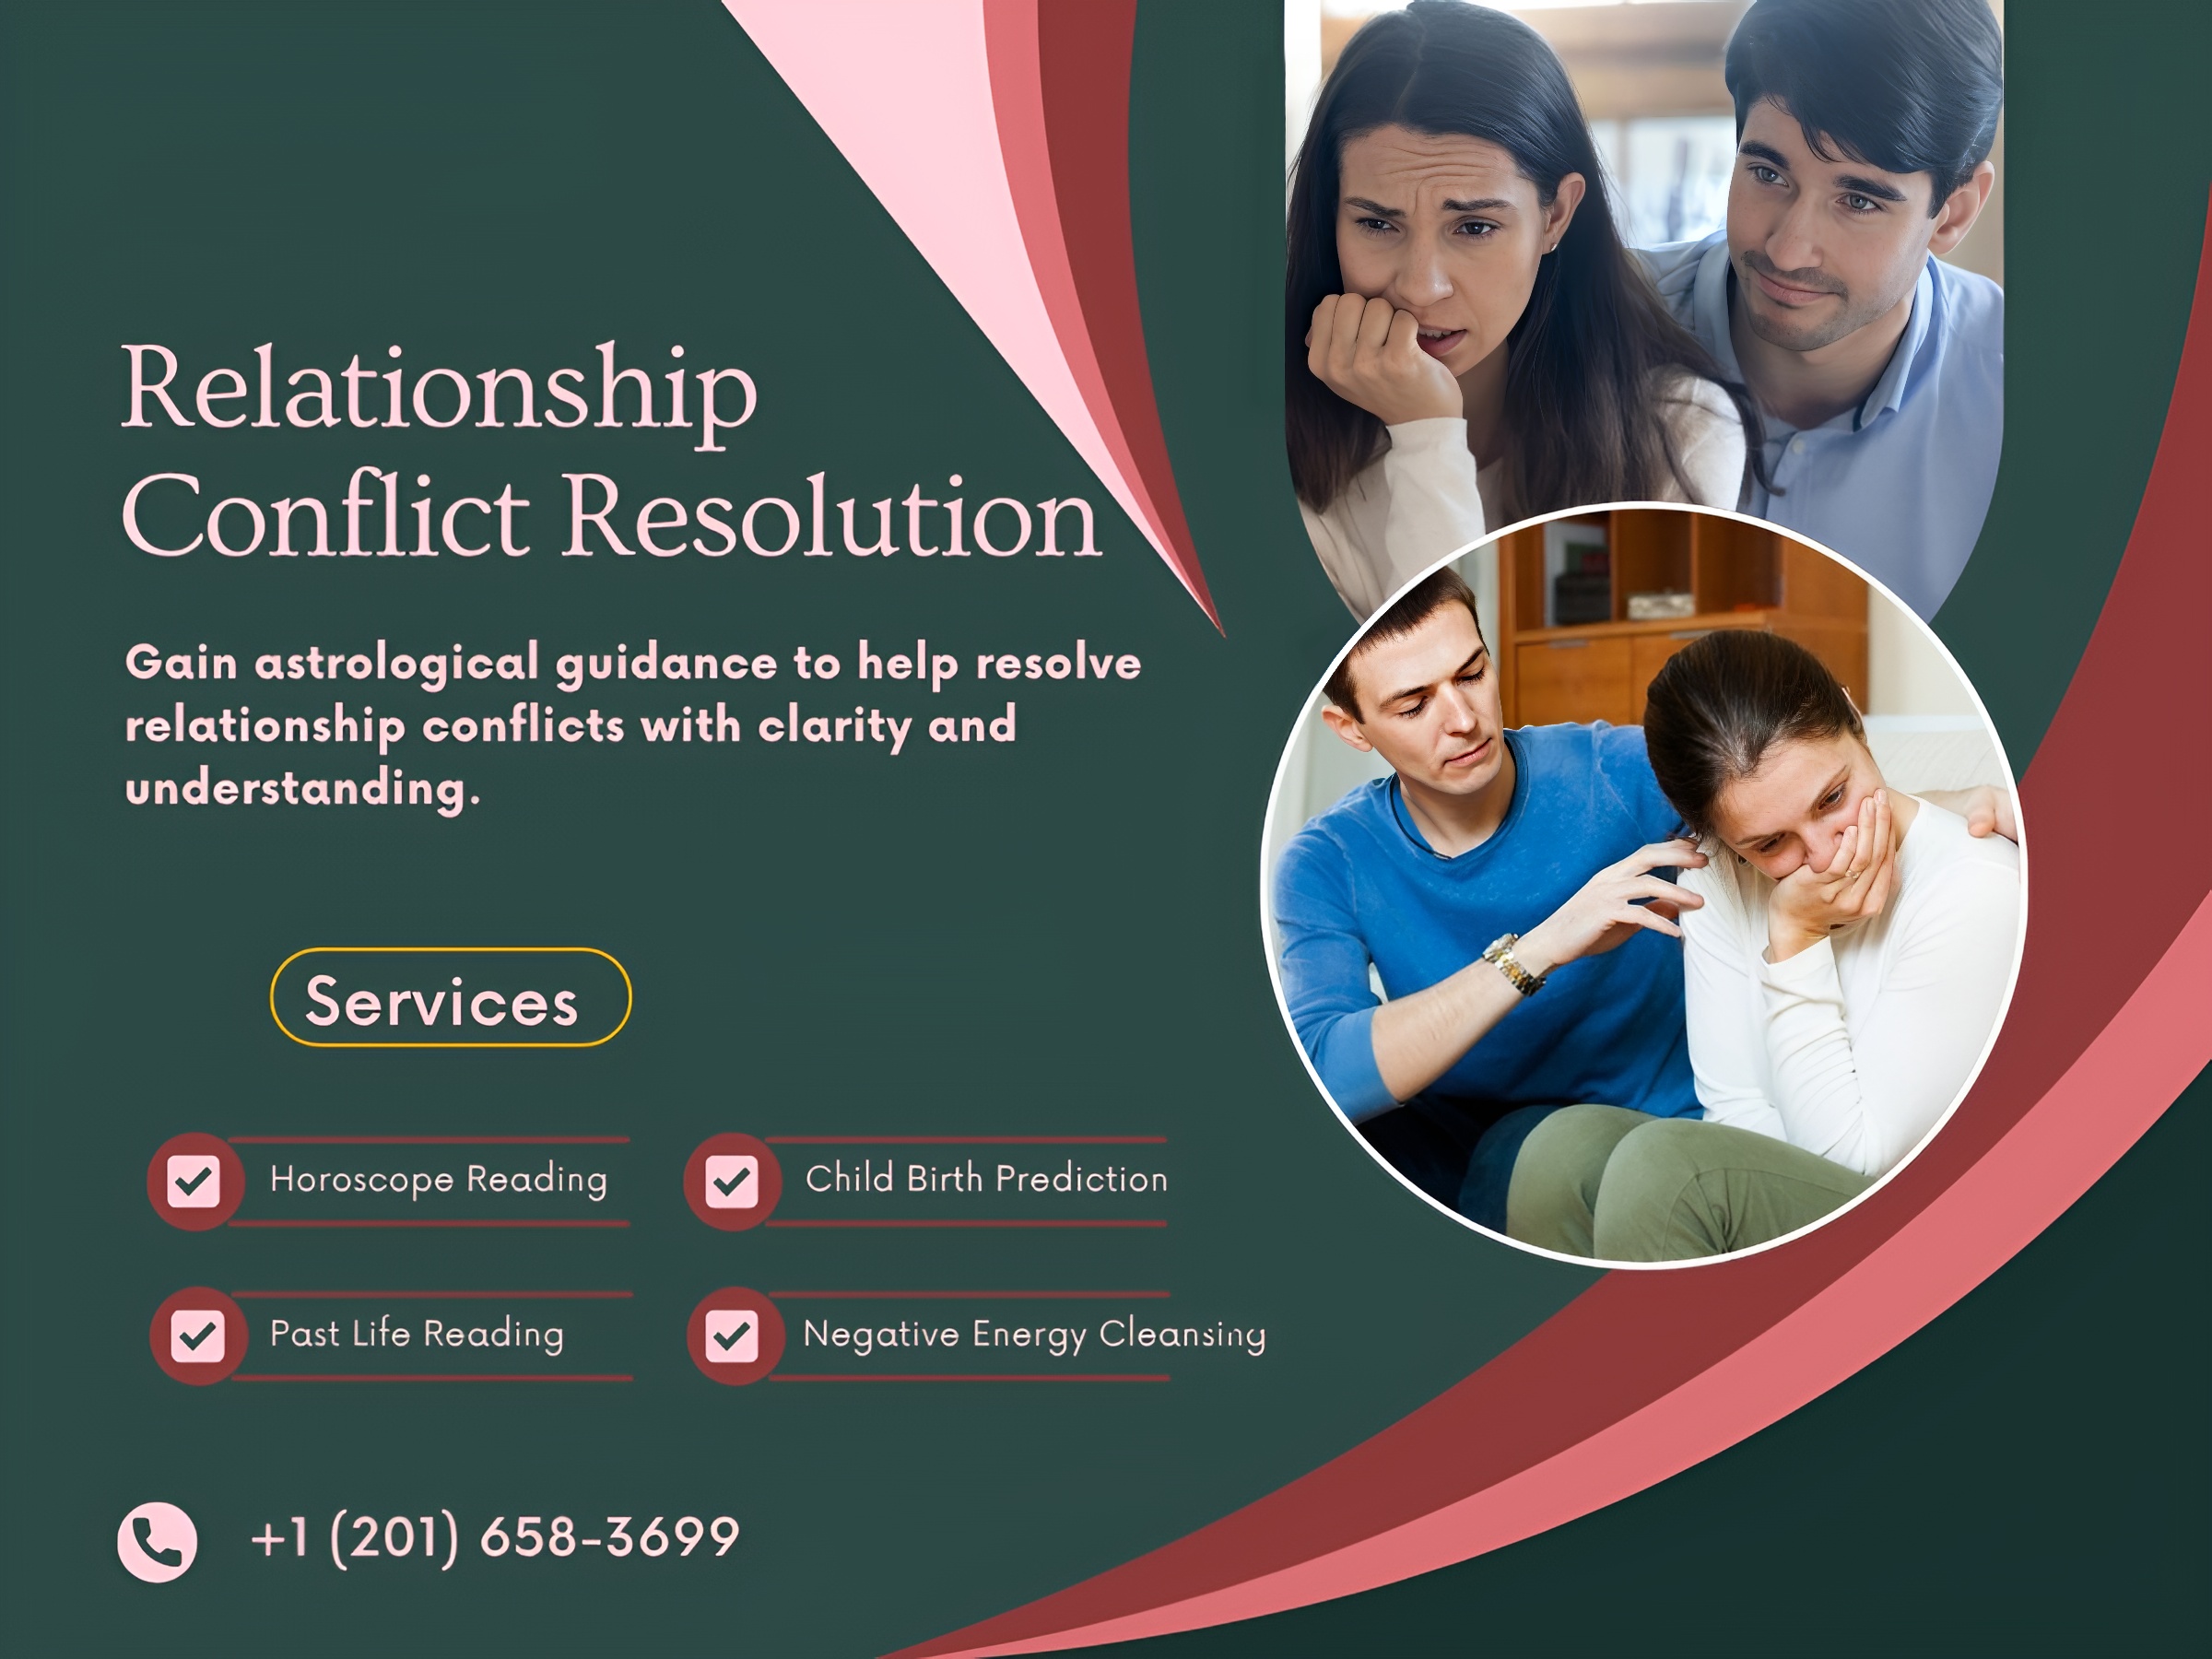 Relationship
Conflict Resolution
Gain astrological guidance to help resolve
relationship conflicts with clarity and
understanding.
Services
Horoscope Reading
Child Birth Prediction
Past Life Reading
Negative Energy Cleansing
+1 (201) 658-3699